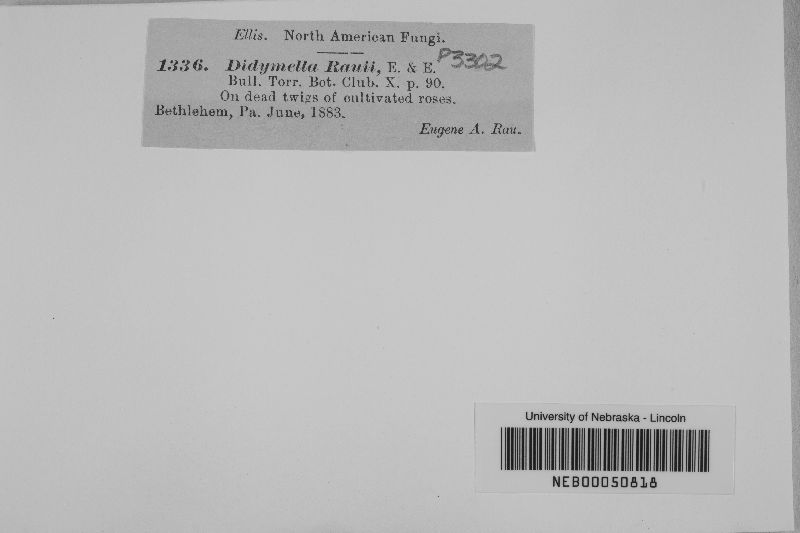 Ellis. North American Fungi.
1336. Didymella Rauii, E. & E. P3302
Bull. Torr. Bot. Club. X. p. 90.
On dead twigs of cultivated roses.
Bethlehem, Pa. June, 1883.
Eugene A. Rau.
University of Nebraska - Lincoln
NEB00050818